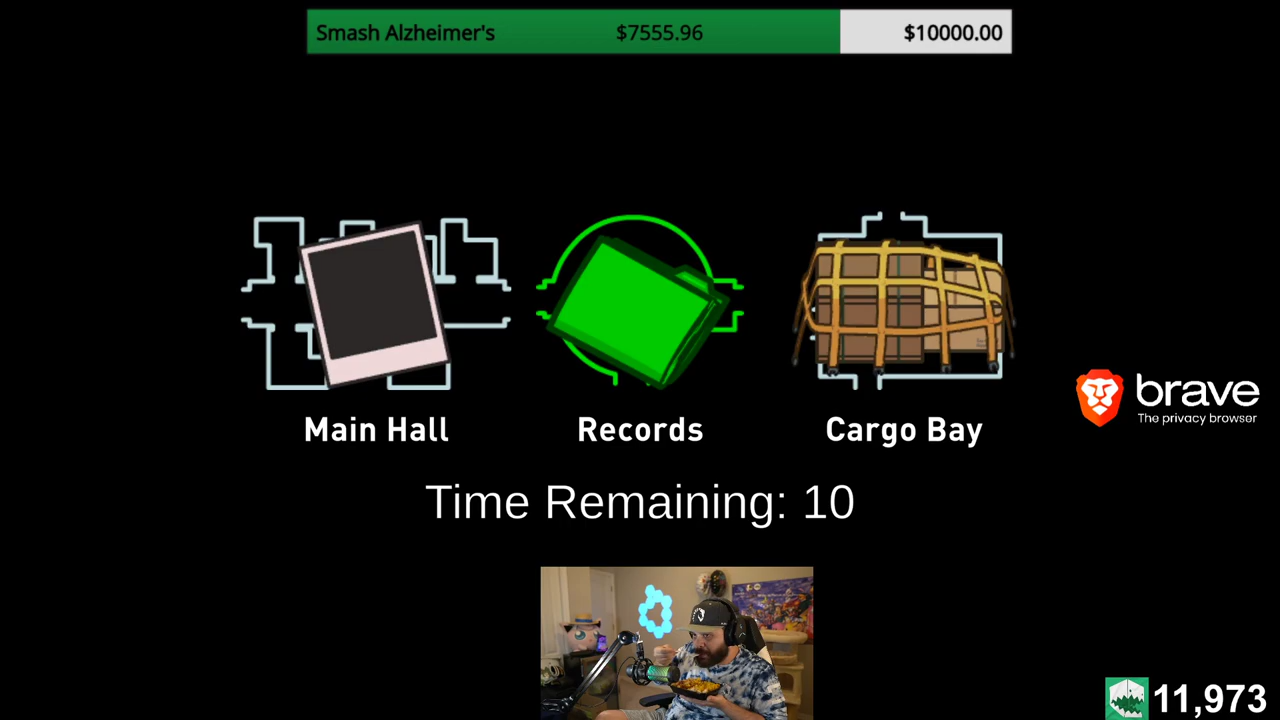 Smash Alzheimer's $7555.96 $10000.00
Main Hall Records Cargo Bay
brave
The privacy browser
Time Remaining: 10
11,973